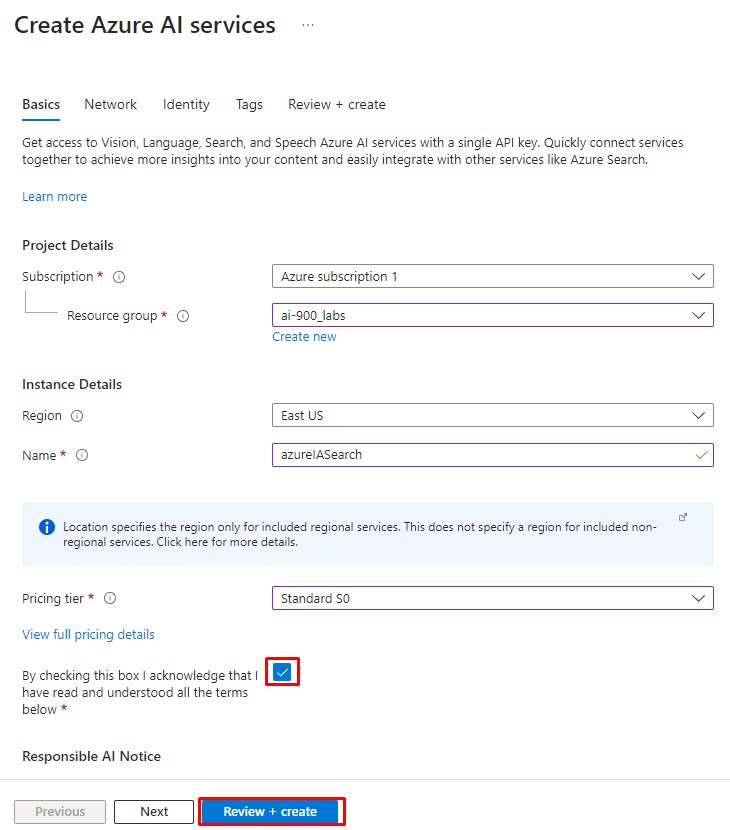 Create Azure AI services ...
Basics Network Identity Tags Review + create
Get access to Vision, Language, Search, and Speech Azure AI services with a single API key. Quickly connect services
together to achieve more insights into your content and easily integrate with other services like Azure Search.
Learn more
Project Details
Subscription * Azure subscription 1
Resource group * ai-900_labs
Create new
Instance Details
Region East US
Name * azureIASearch
Location specifies the region only for included regional services. This does not specify a region for included non-
regional services. Click here for more details.
Pricing tier * Standard S0
View full pricing details
By checking this box I acknowledge that I
have read and understood all the terms
below *
Responsible AI Notice
Previous Next Review + create